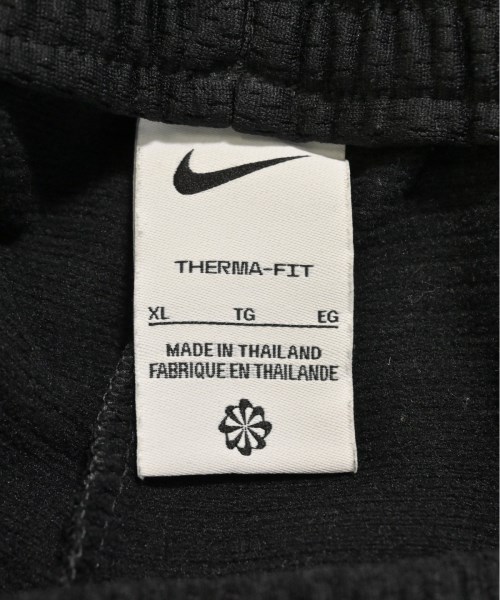 THERMA-FIT
XL TG EG
MADE IN THAILAND
FABRIQUE EN THAILANDE